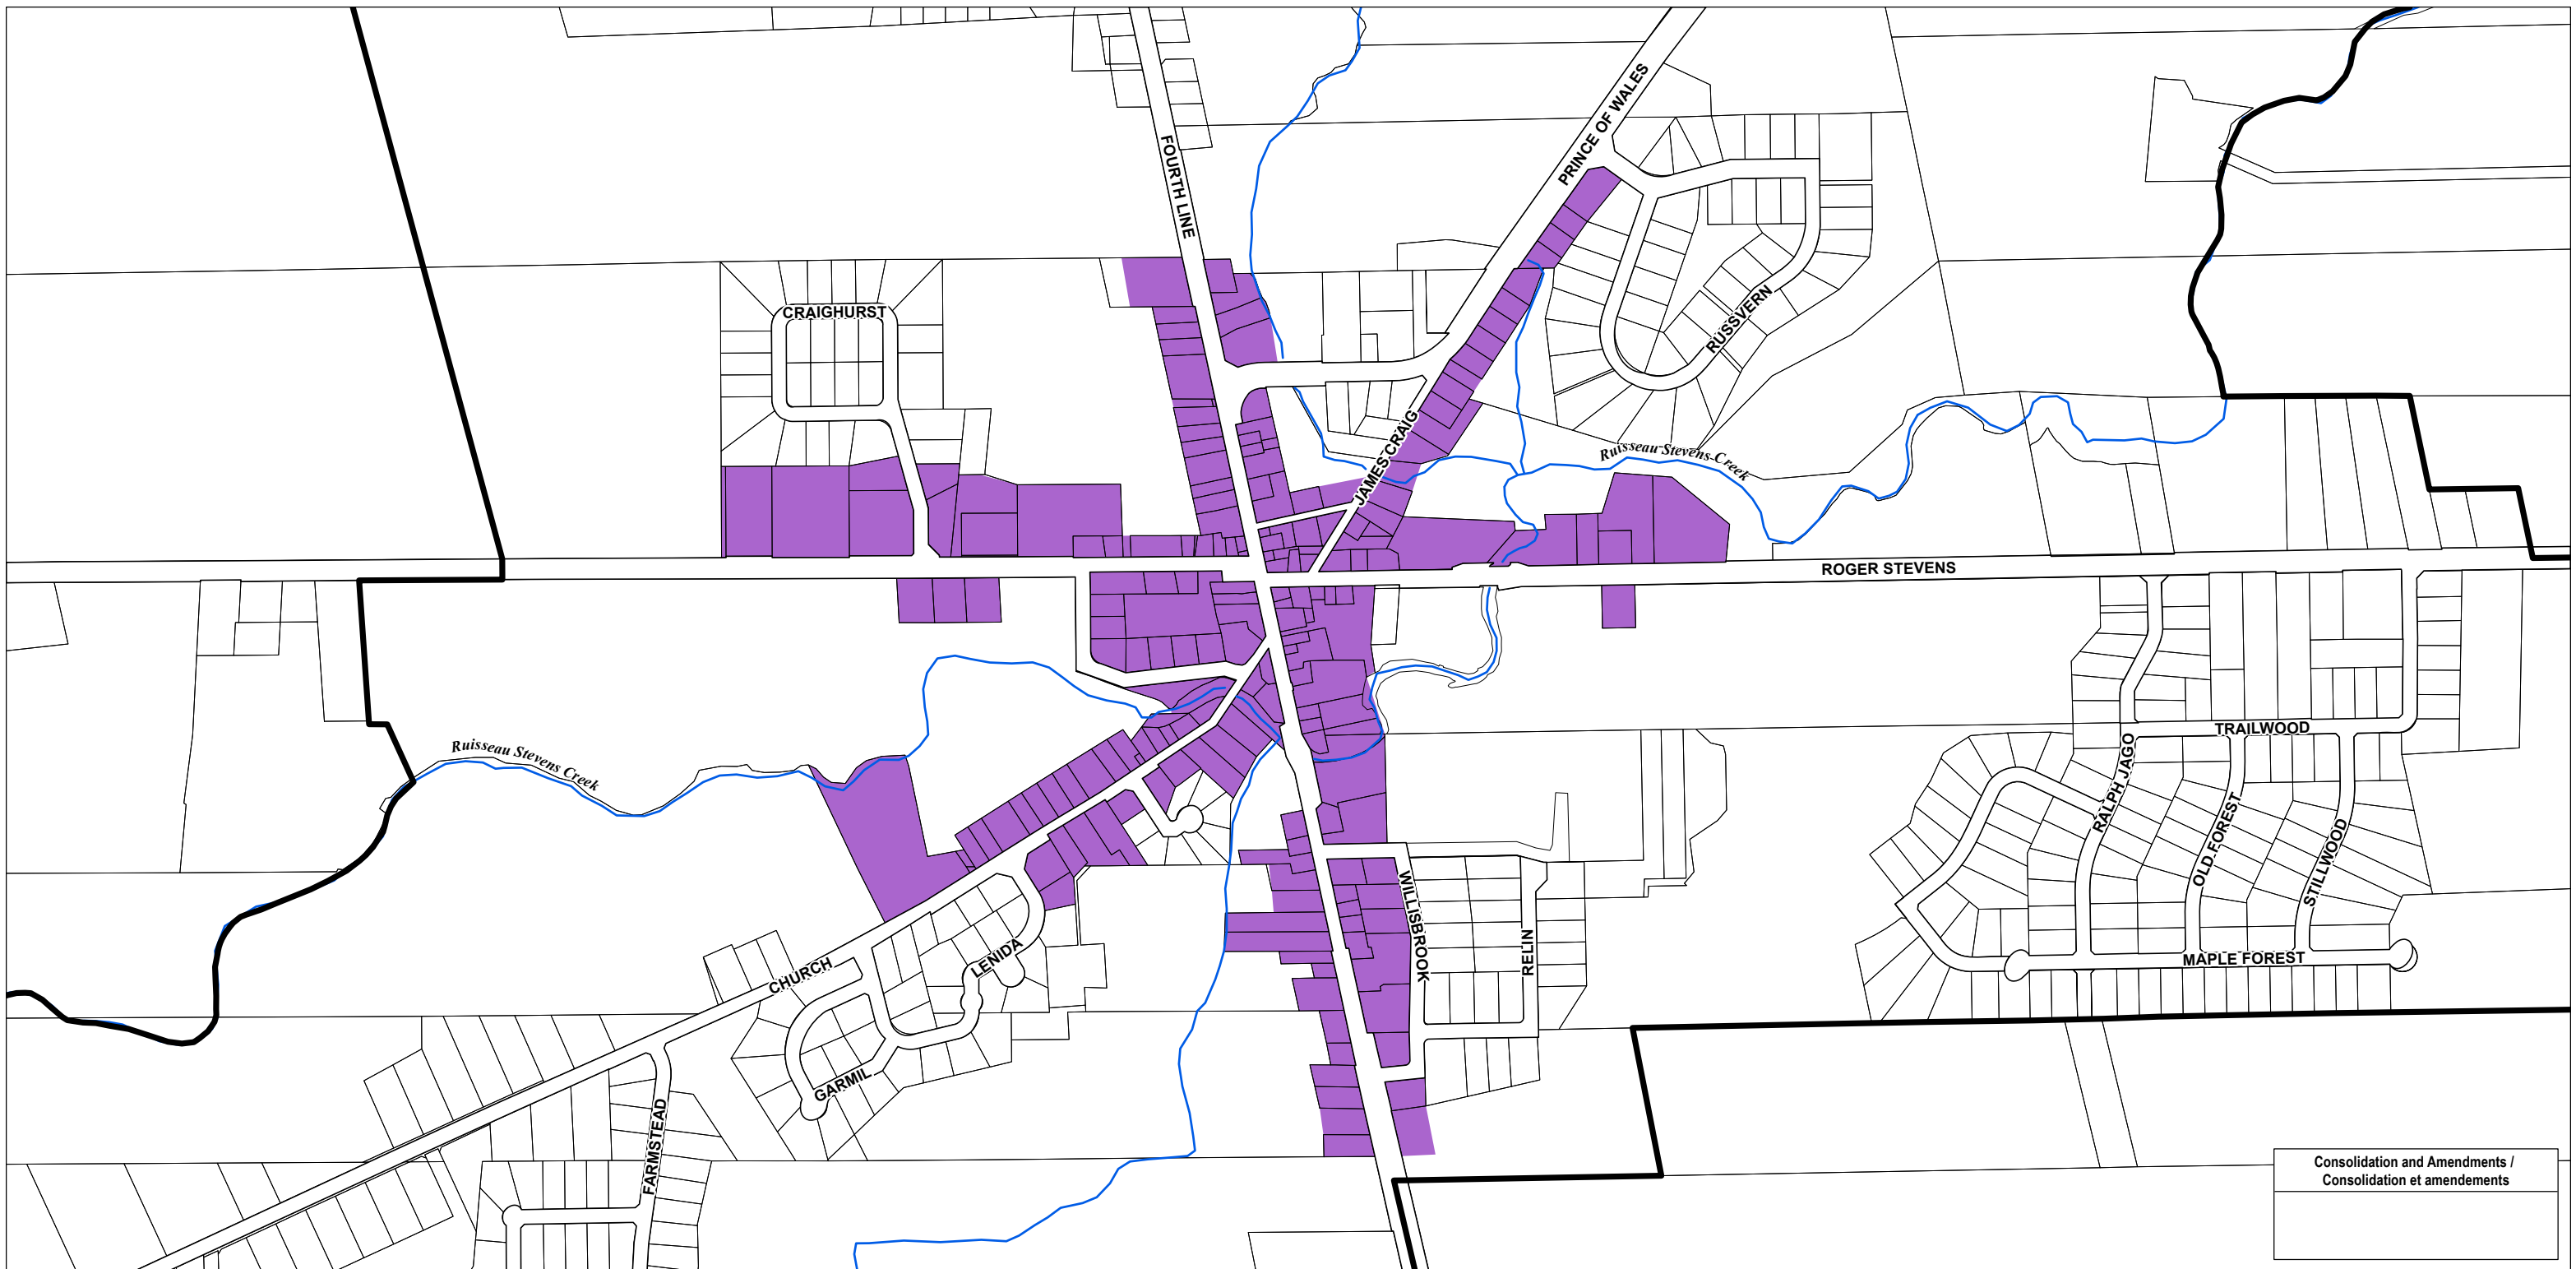 PRINCE OF WALES
FOURTH LINE
CRAIGHURST
RUSSVERN
JAMES CRAIG
Ruisseau Stevens Creek
ROGER STEVENS
TRAILWOOD
Ruisseau Stevens Creek
RALPH JAGO
OLD FOREST
STILLWOOD
WILLISBROOK
RELIN
LENIDA
CHURCH
MAPLE FOREST
GARMIL
FARMSTEAD
Consolidation and Amendments /
Consolidation et amendements